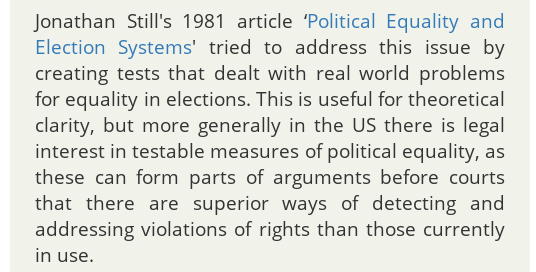 Jonathan Still's 1981 article ‘Political Equality and
Election Systems' tried to address this issue by
creating tests that dealt with real world problems
for equality in elections. This is useful for theoretical
clarity, but more generally in the US there is legal
interest in testable measures of political equality, as
these can form parts of arguments before courts
that there are superior ways of detecting and
addressing violations of rights than those currently
in use.